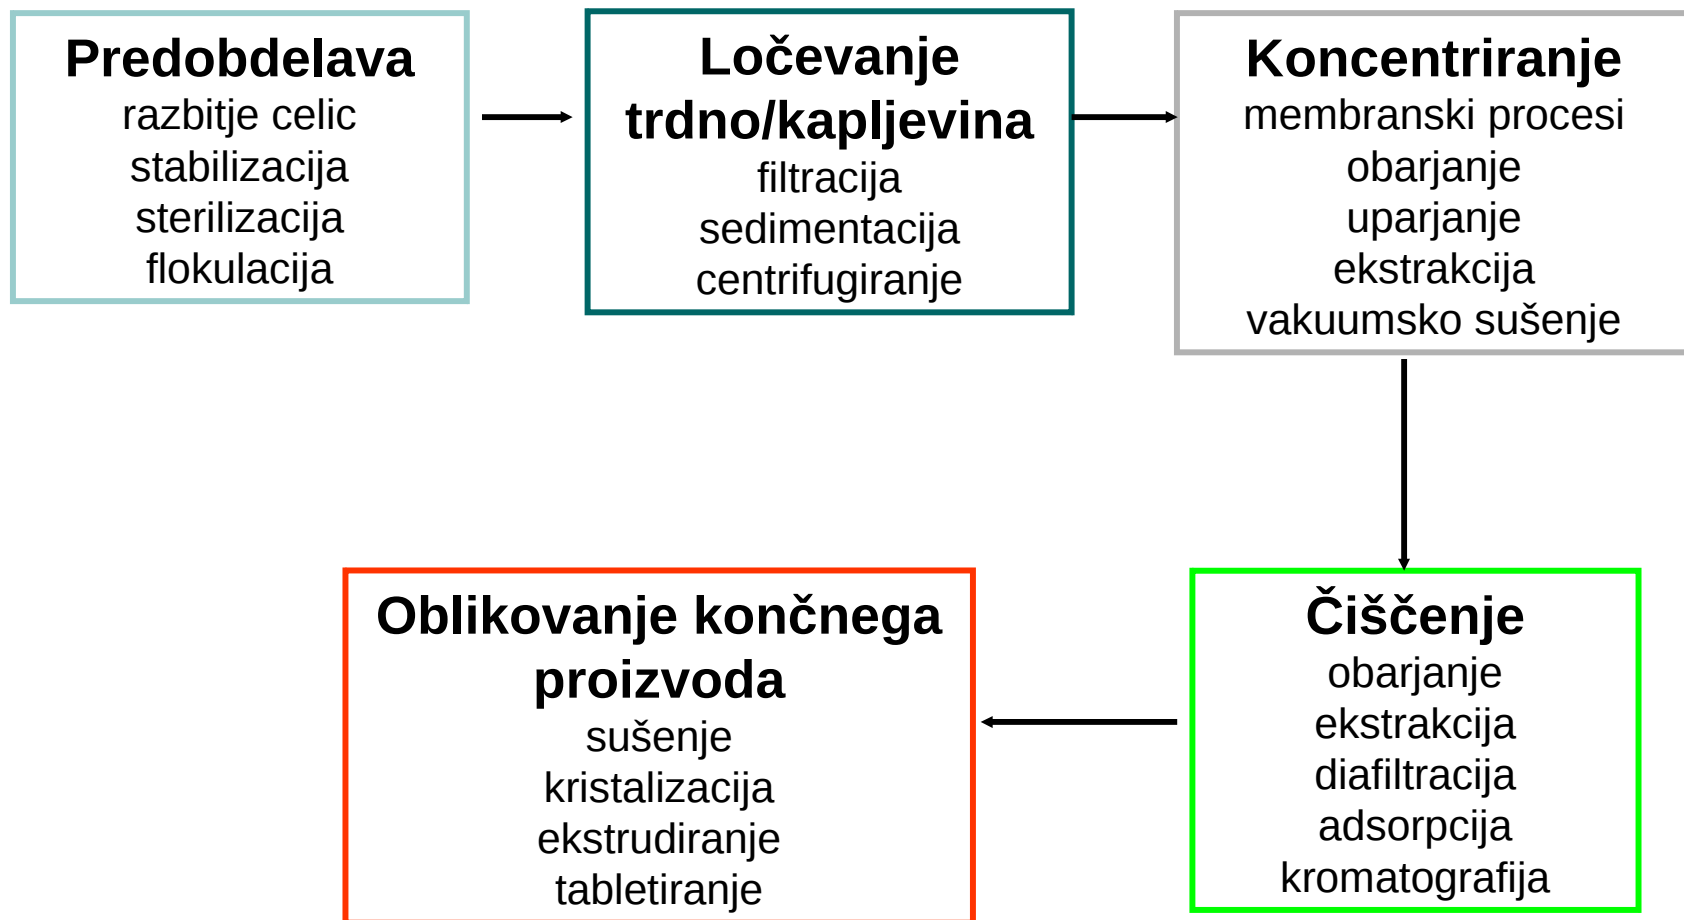 Predobdelava
razbitje celic
stabilizacija
sterilizacija
flokulacija
Ločevanje
trdno/kapljevina
filtracija
sedimentacija
centrifugiranje
Koncentriranje
membranski procesi
obarjanje
uparjanje
ekstrakcija
vakuumsko sušenje
Čiščenje
obarjanje
ekstrakcija
diafiltracija
adsorpcija
kromatografija
Oblikovanje končnega
proizvoda
sušenje
kristalizacija
ekstrudiranje
tabletiranje